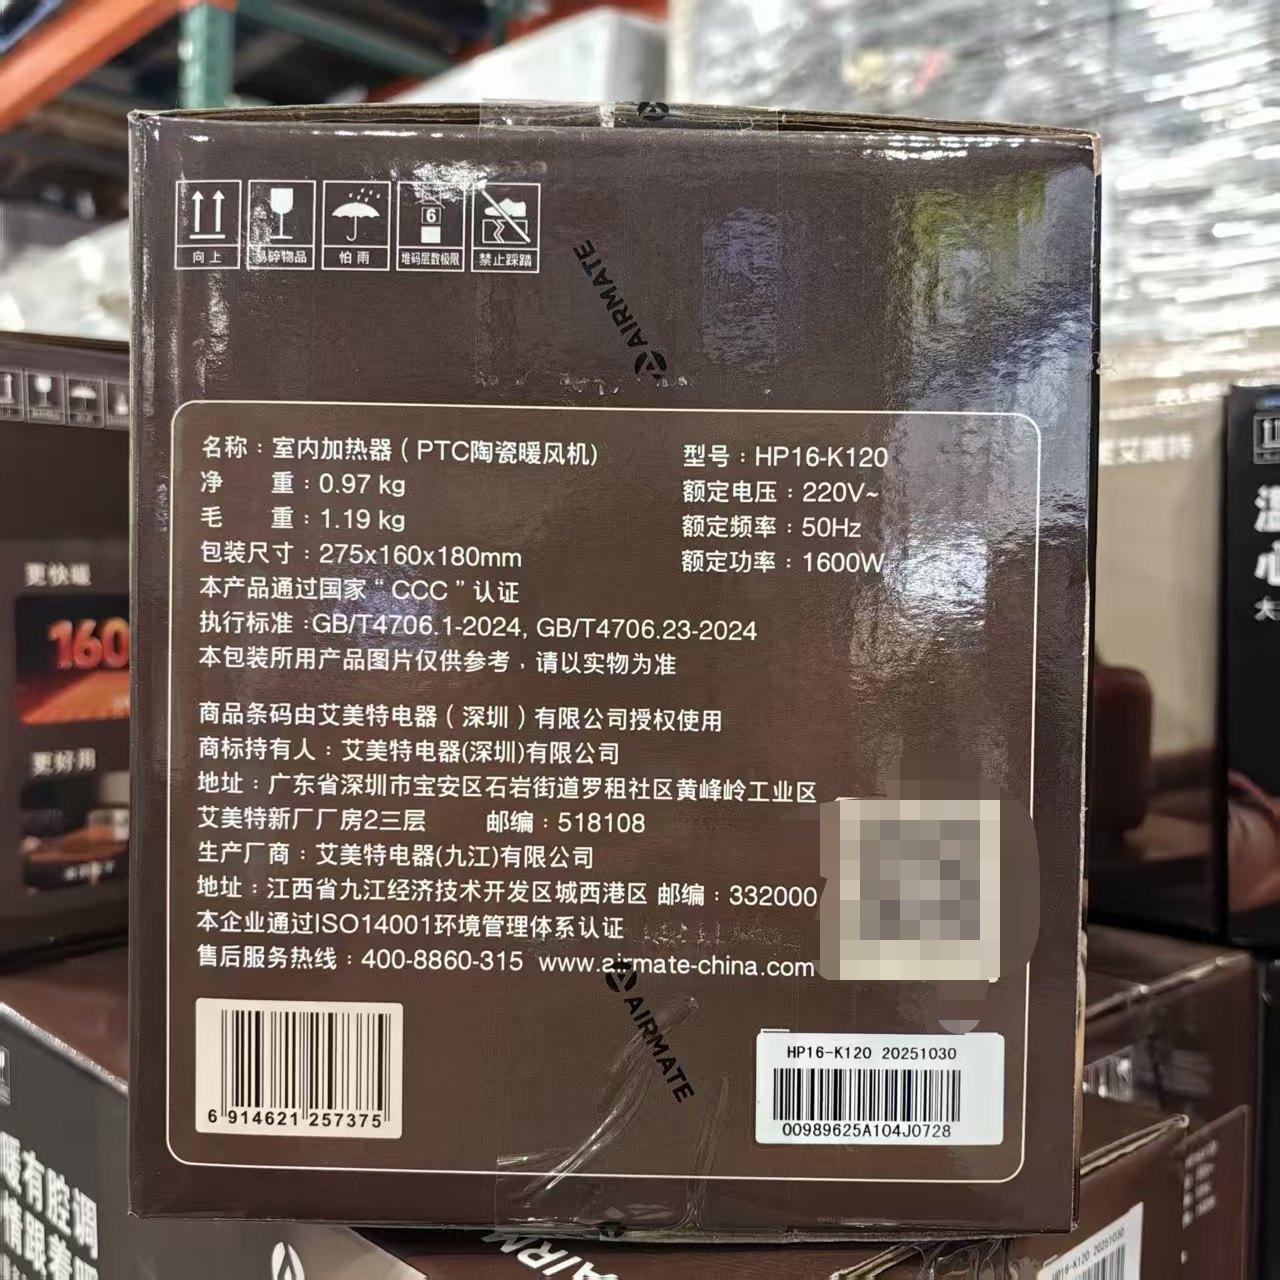 向上
易碎物品
怕雨
6
堆码层数极限
禁止踩踏
AIRMATE
名称：室内加热器（PTC陶瓷暖风机）
净　　重：0.97 kg
毛　　重：1.19 kg
包装尺寸：275x160x180mm
型号：HP16-K120
额定电压：220V~
额定频率：50Hz
额定功率：1600W
本产品通过国家“CCC”认证
执行标准：GB/T4706.1-2024, GB/T4706.23-2024
本包装所用产品图片仅供参考，请以实物为准
商品条码由艾美特电器（深圳）有限公司授权使用
商标持有人：艾美特电器(深圳)有限公司
地址：广东省深圳市宝安区石岩街道罗租社区黄峰岭工业区
艾美特新厂厂房2三层　　邮编：518108
生产厂商：艾美特电器(九江)有限公司
地址：江西省九江经济技术开发区城西港区 邮编：332000
本企业通过ISO14001环境管理体系认证
售后服务热线：400-8860-315 www.airmate-china.com
AIRMATE
6 914621 257375
HP16-K120 20251030
00989625A104J0728
更快暖
160
更好用
艾美特
暖有腔调
情跟着
HP16-K120 20251030